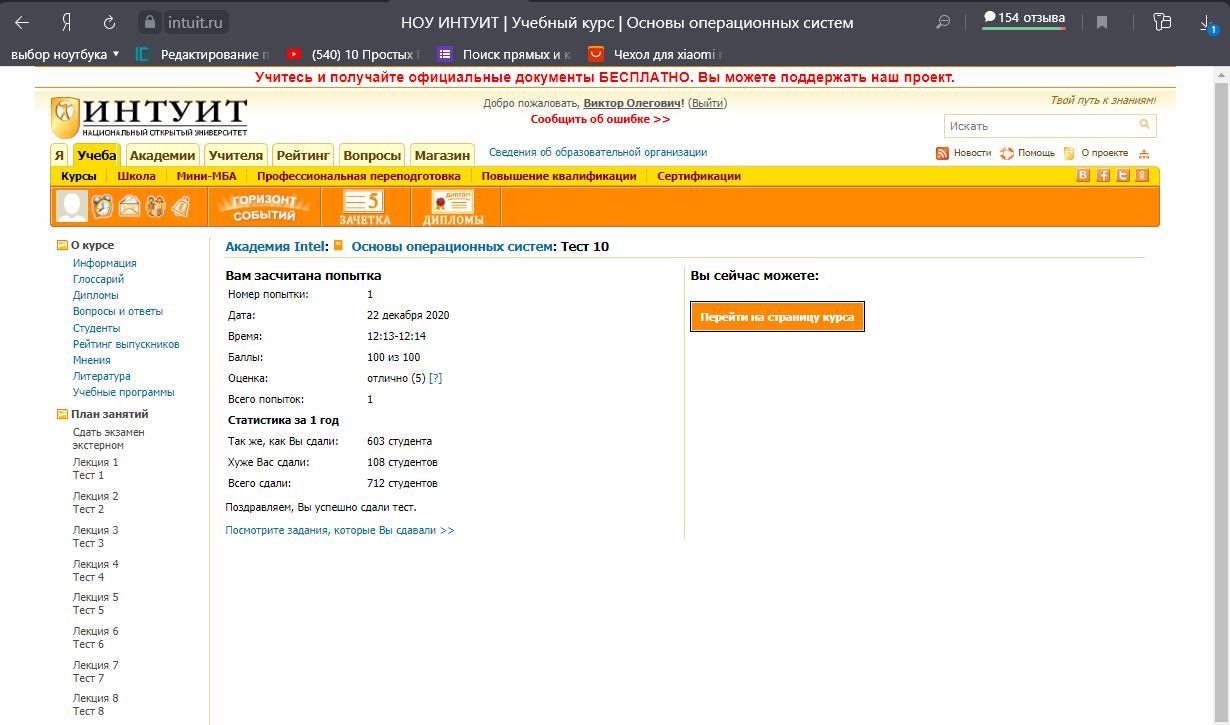 intuit.ru
НОУ ИНТУИТ | Учебный курс | Основы операционных систем
154 отзыва
1
выбор ноутбука
Редактирование
(540) 10 Простых
Поиск прямых и к
Чехол для xiaomi
Учитесь и получайте официальные документы БЕСПЛАТНО. Вы можете поддержать наш проект.
ИНТУИТ
НАЦИОНАЛЬНЫЙ ОТКРЫТЫЙ УНИВЕРСИТЕТ
Добро пожаловать, Виктор Олегович! (Выйти)
Сообщить об ошибке >>
Твой путь к знаниям!
Искать
Я Учеба Академии Учителя Рейтинг Вопросы Магазин
Сведения об образовательной организации
Новости Помощь О проекте
Курсы Школа Мини-МБА Профессиональная переподготовка Повышение квалификации Сертификации
ГОРИЗОНТ
СОБЫТИЙ
5
ЗАЧЕТКА
ДИПЛОМ
ДИПЛОМЫ
О курсе
Информация
Глоссарий
Дипломы
Вопросы и ответы
Студенты
Рейтинг выпускников
Мнения
Литература
Учебные программы
План занятий
Сдать экзамен
экстерном
Лекция 1
Тест 1
Лекция 2
Тест 2
Лекция 3
Тест 3
Лекция 4
Тест 4
Лекция 5
Тест 5
Лекция 6
Тест 6
Лекция 7
Тест 7
Лекция 8
Тест 8
Академия Intel: Основы операционных систем: Тест 10
Вам засчитана попытка
Номер попытки: 1
Дата: 22 декабря 2020
Время: 12:13-12:14
Баллы: 100 из 100
Оценка: отлично (5) [?]
Всего попыток: 1
Статистика за 1 год
Так же, как Вы сдали: 603 студента
Хуже Вас сдали: 108 студентов
Всего сдали: 712 студентов
Поздравляем, Вы успешно сдали тест.
Посмотрите задания, которые Вы сдавали >>
Вы сейчас можете:
Перейти на страницу курса